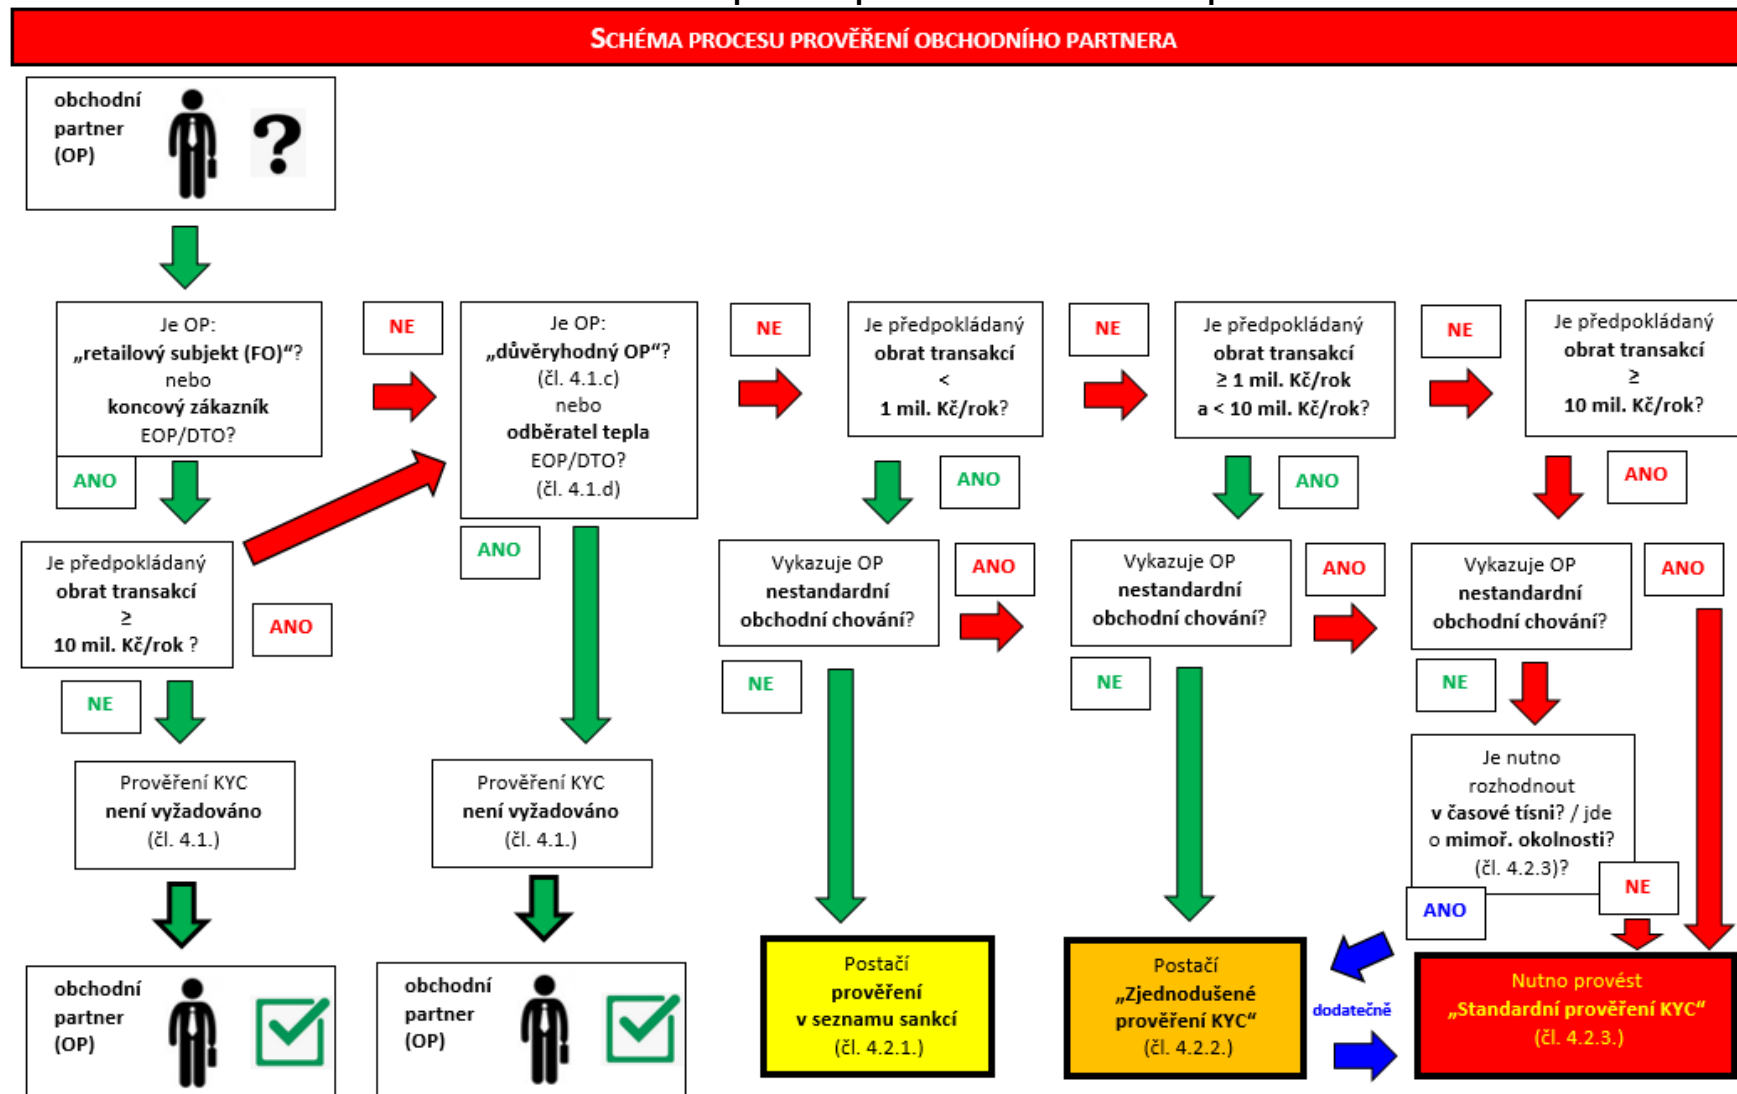 SCHÉMA PROCESU PROVĚŘENÍ OBCHODNÍHO PARTNERA
obchodní
partner
(OP)
?
Je OP:
„retailový subjekt (FO)“?
nebo
koncový zákazník
EOP/DTO?
NE
Je OP:
„důvěryhodný OP“?
(čl. 4.1.c)
nebo
odběratel tepla
EOP/DTO?
(čl. 4.1.d)
NE
Je předpokládaný
obrat transakcí
<
1 mil. Kč/rok?
NE
Je předpokládaný
obrat transakcí
≥ 1 mil. Kč/rok
a < 10 mil. Kč/rok?
NE
Je předpokládaný
obrat transakcí
≥
10 mil. Kč/rok?
ANO
ANO
ANO
ANO
ANO
Je předpokládaný
obrat transakcí
≥
10 mil. Kč/rok ?
ANO
Vykazuje OP
nestandardní
obchodní chování?
ANO
Vykazuje OP
nestandardní
obchodní chování?
ANO
Vykazuje OP
nestandardní
obchodní chování?
ANO
NE
NE
NE
NE
Je nutno
rozhodnout
v časové tísni? / jde
o mimoř. okolnosti?
(čl. 4.2.3)?
NE
ANO
Prověření KYC
není vyžadováno
(čl. 4.1.)
Prověření KYC
není vyžadováno
(čl. 4.1.)
obchodní
partner
(OP)
obchodní
partner
(OP)
Postačí
prověření
v seznamu sankcí
(čl. 4.2.1.)
Postačí
„Zjednodušené
prověření KYC“
(čl. 4.2.2.)
dodatečně
Nutno provést
„Standardní prověření KYC“
(čl. 4.2.3.)